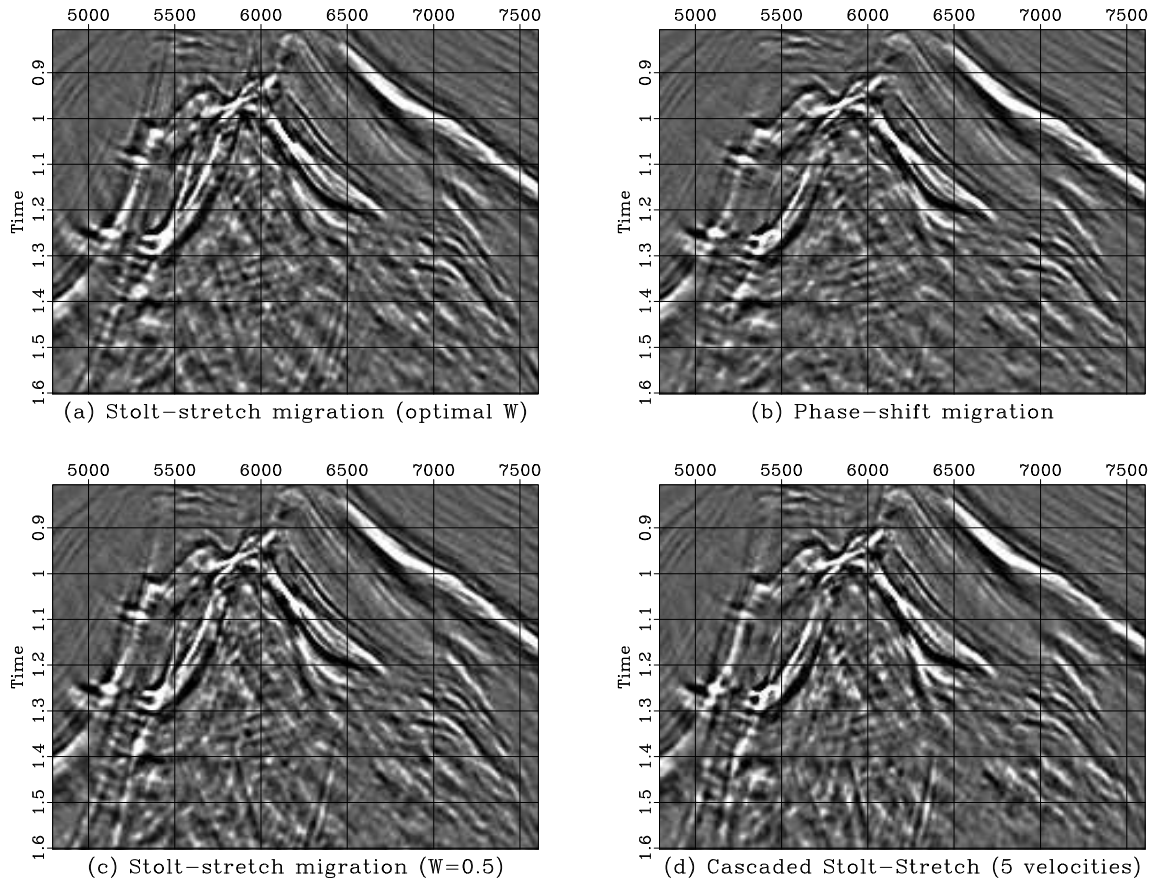 5000 5500 6000 6500 7000 7500
5000 5500 6000 6500 7000 7500
Time
0.9
1
1.1
1.2
1.3
1.4
1.5
1.6
Time
0.9
1
1.1
1.2
1.3
1.4
1.5
1.6
(a) Stolt-stretch migration (optimal W)
(b) Phase-shift migration
5000 5500 6000 6500 7000 7500
5000 5500 6000 6500 7000 7500
Time
0.9
1
1.1
1.2
1.3
1.4
1.5
1.6
Time
0.9
1
1.1
1.2
1.3
1.4
1.5
1.6
(c) Stolt-stretch migration (W=0.5)
(d) Cascaded Stolt-Stretch (5 velocities)